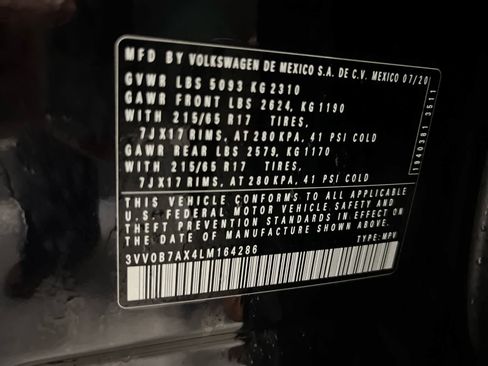 MFD BY VOLKSWAGEN DE MEXICO S.A. DE C.V. MEXICO 07/20
GVWR LBS 5093 KG 2310
GAWR FRONT LBS 2624, KG 1190
WITH 215/65 R17 TIRES,
7JX17 RIMS, AT 280 KPA, 41 PSI COLD
GAWR REAR LBS 2579, KG 1170
WITH 215/65 R17 TIRES,
7JX17 RIMS, AT 280 KPA, 41 PSI COLD
THIS VEHICLE CONFORMS TO ALL APPLICABLE
U.S. FEDERAL MOTOR VEHICLE SAFETY AND
THEFT PREVENTION STANDARDS IN EFFECT ON
THE DATE OF MANUFACTURE SHOWN ABOVE.
3VV0B7AX4LM164286 TYPE: MPV
1940381 3511